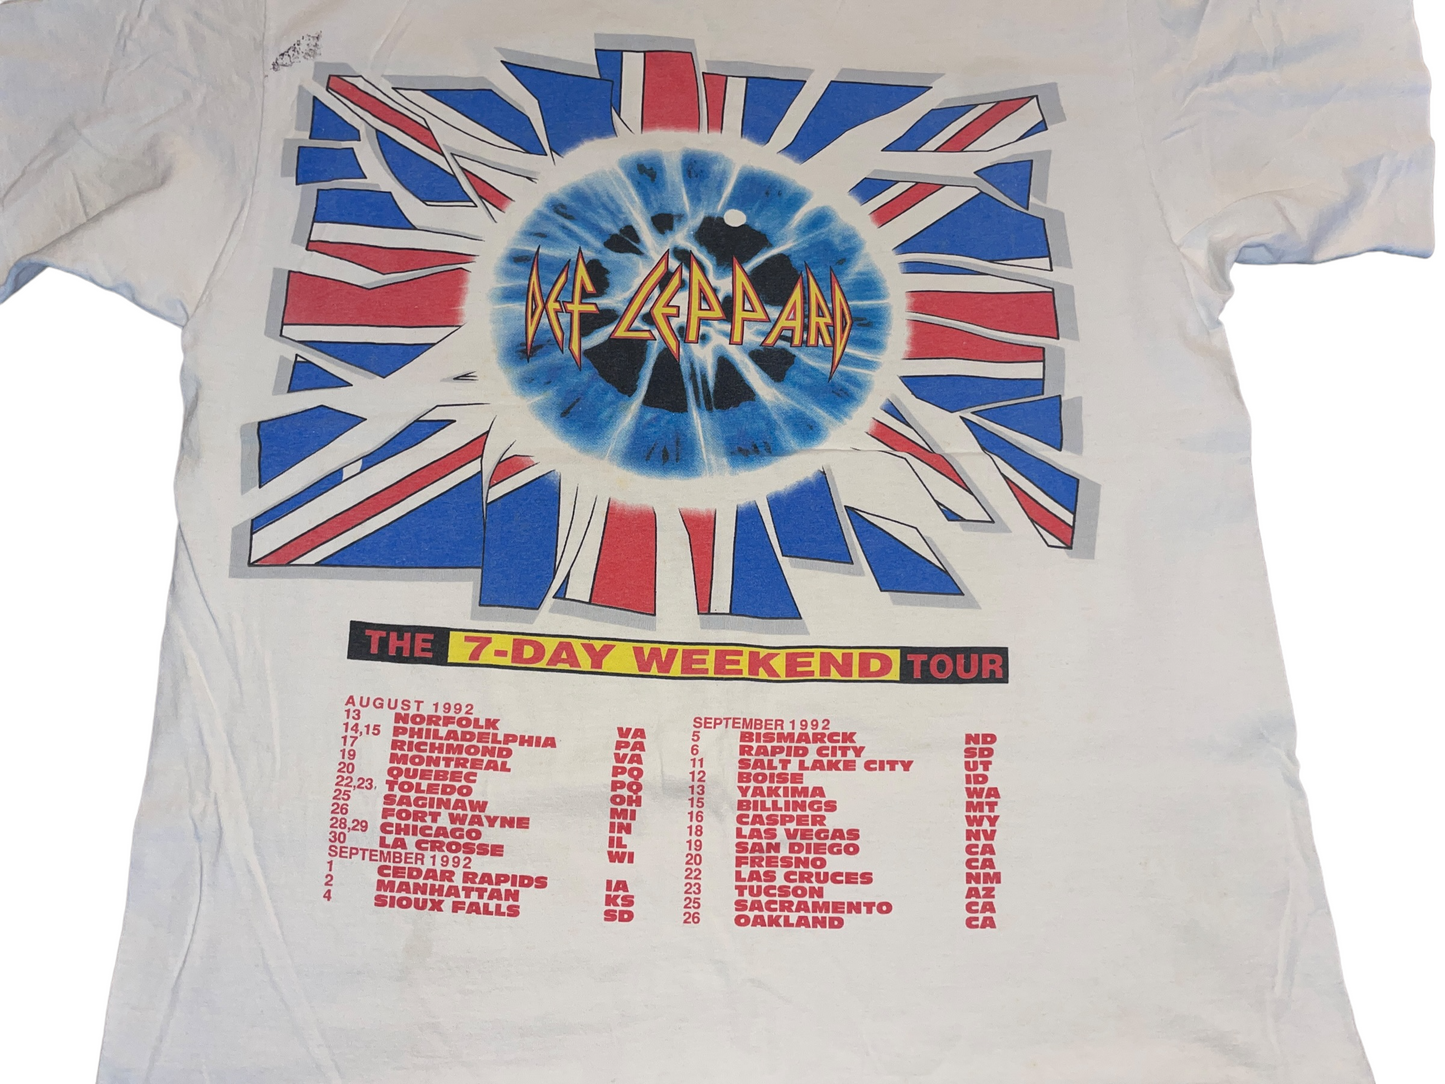 DEF LEPPARD
THE 7-DAY WEEKEND TOUR
AUGUST 1992
13 NORFOLK VA
14,15 PHILADELPHIA PA
17 RICHMOND VA
19 MONTREAL PQ
20 QUEBEC PQ
22,23, TOLEDO OH
25 SAGINAW MI
26 FORT WAYNE IN
28,29 CHICAGO IL
30 LA CROSSE WI
SEPTEMBER 1992
1 CEDAR RAPIDS IA
2 MANHATTAN KS
4 SIOUX FALLS SD
SEPTEMBER 1992
5 BISMARCK ND
6 RAPID CITY SD
11 SALT LAKE CITY UT
12 BOISE ID
13 YAKIMA WA
15 BILLINGS MT
16 CASPER WY
18 LAS VEGAS NV
19 SAN DIEGO CA
20 FRESNO CA
22 LAS CRUCES NM
23 TUCSON AZ
25 SACRAMENTO CA
26 OAKLAND CA